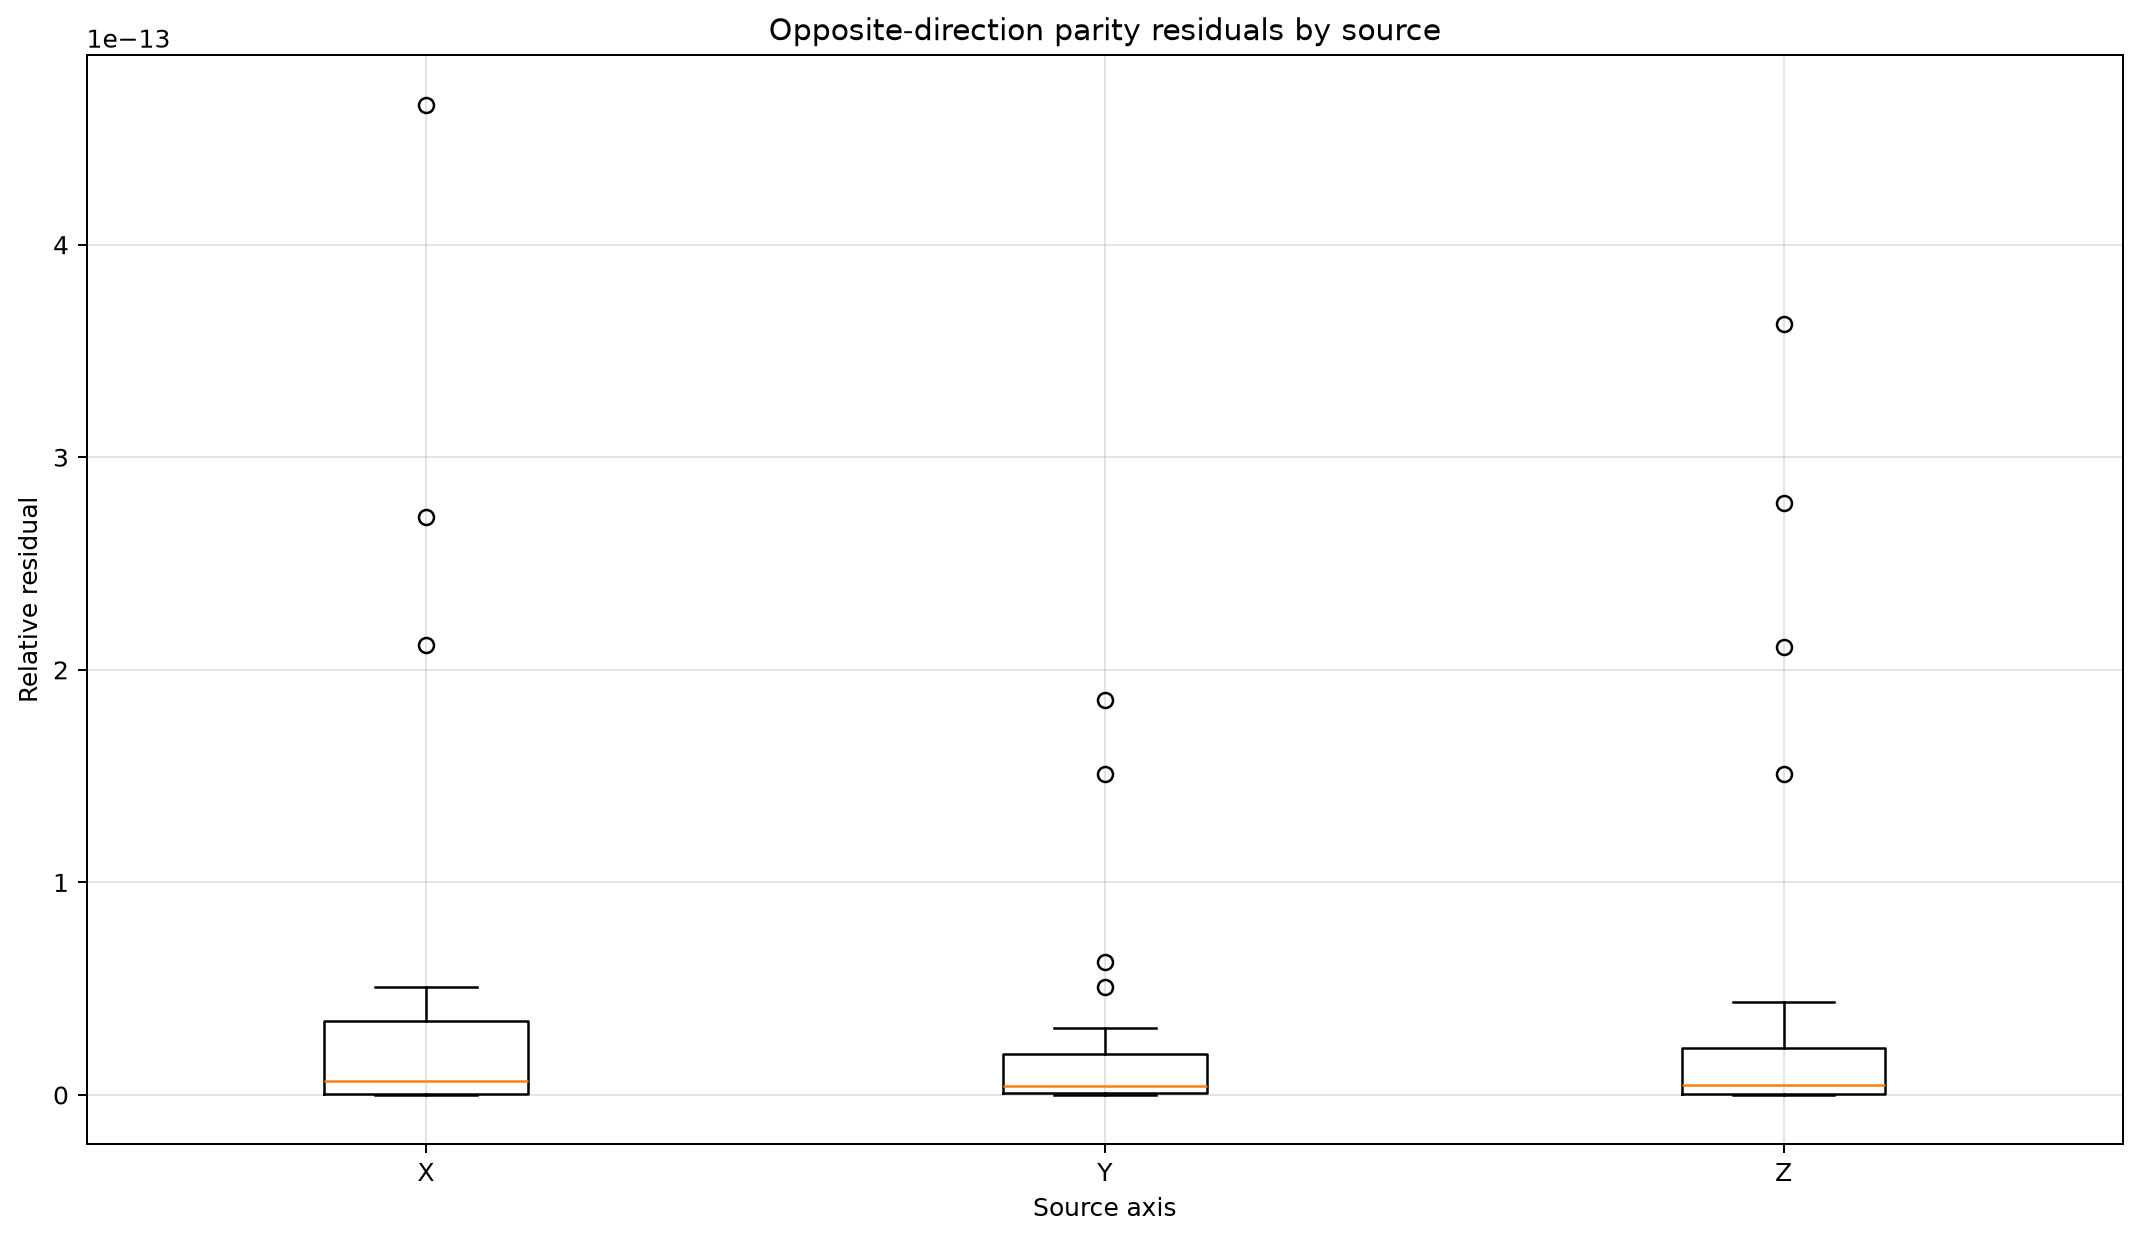 Opposite-direction parity residuals by source
1e−13
4
3
2
1
0
Relative residual
X
Y
Z
Source axis